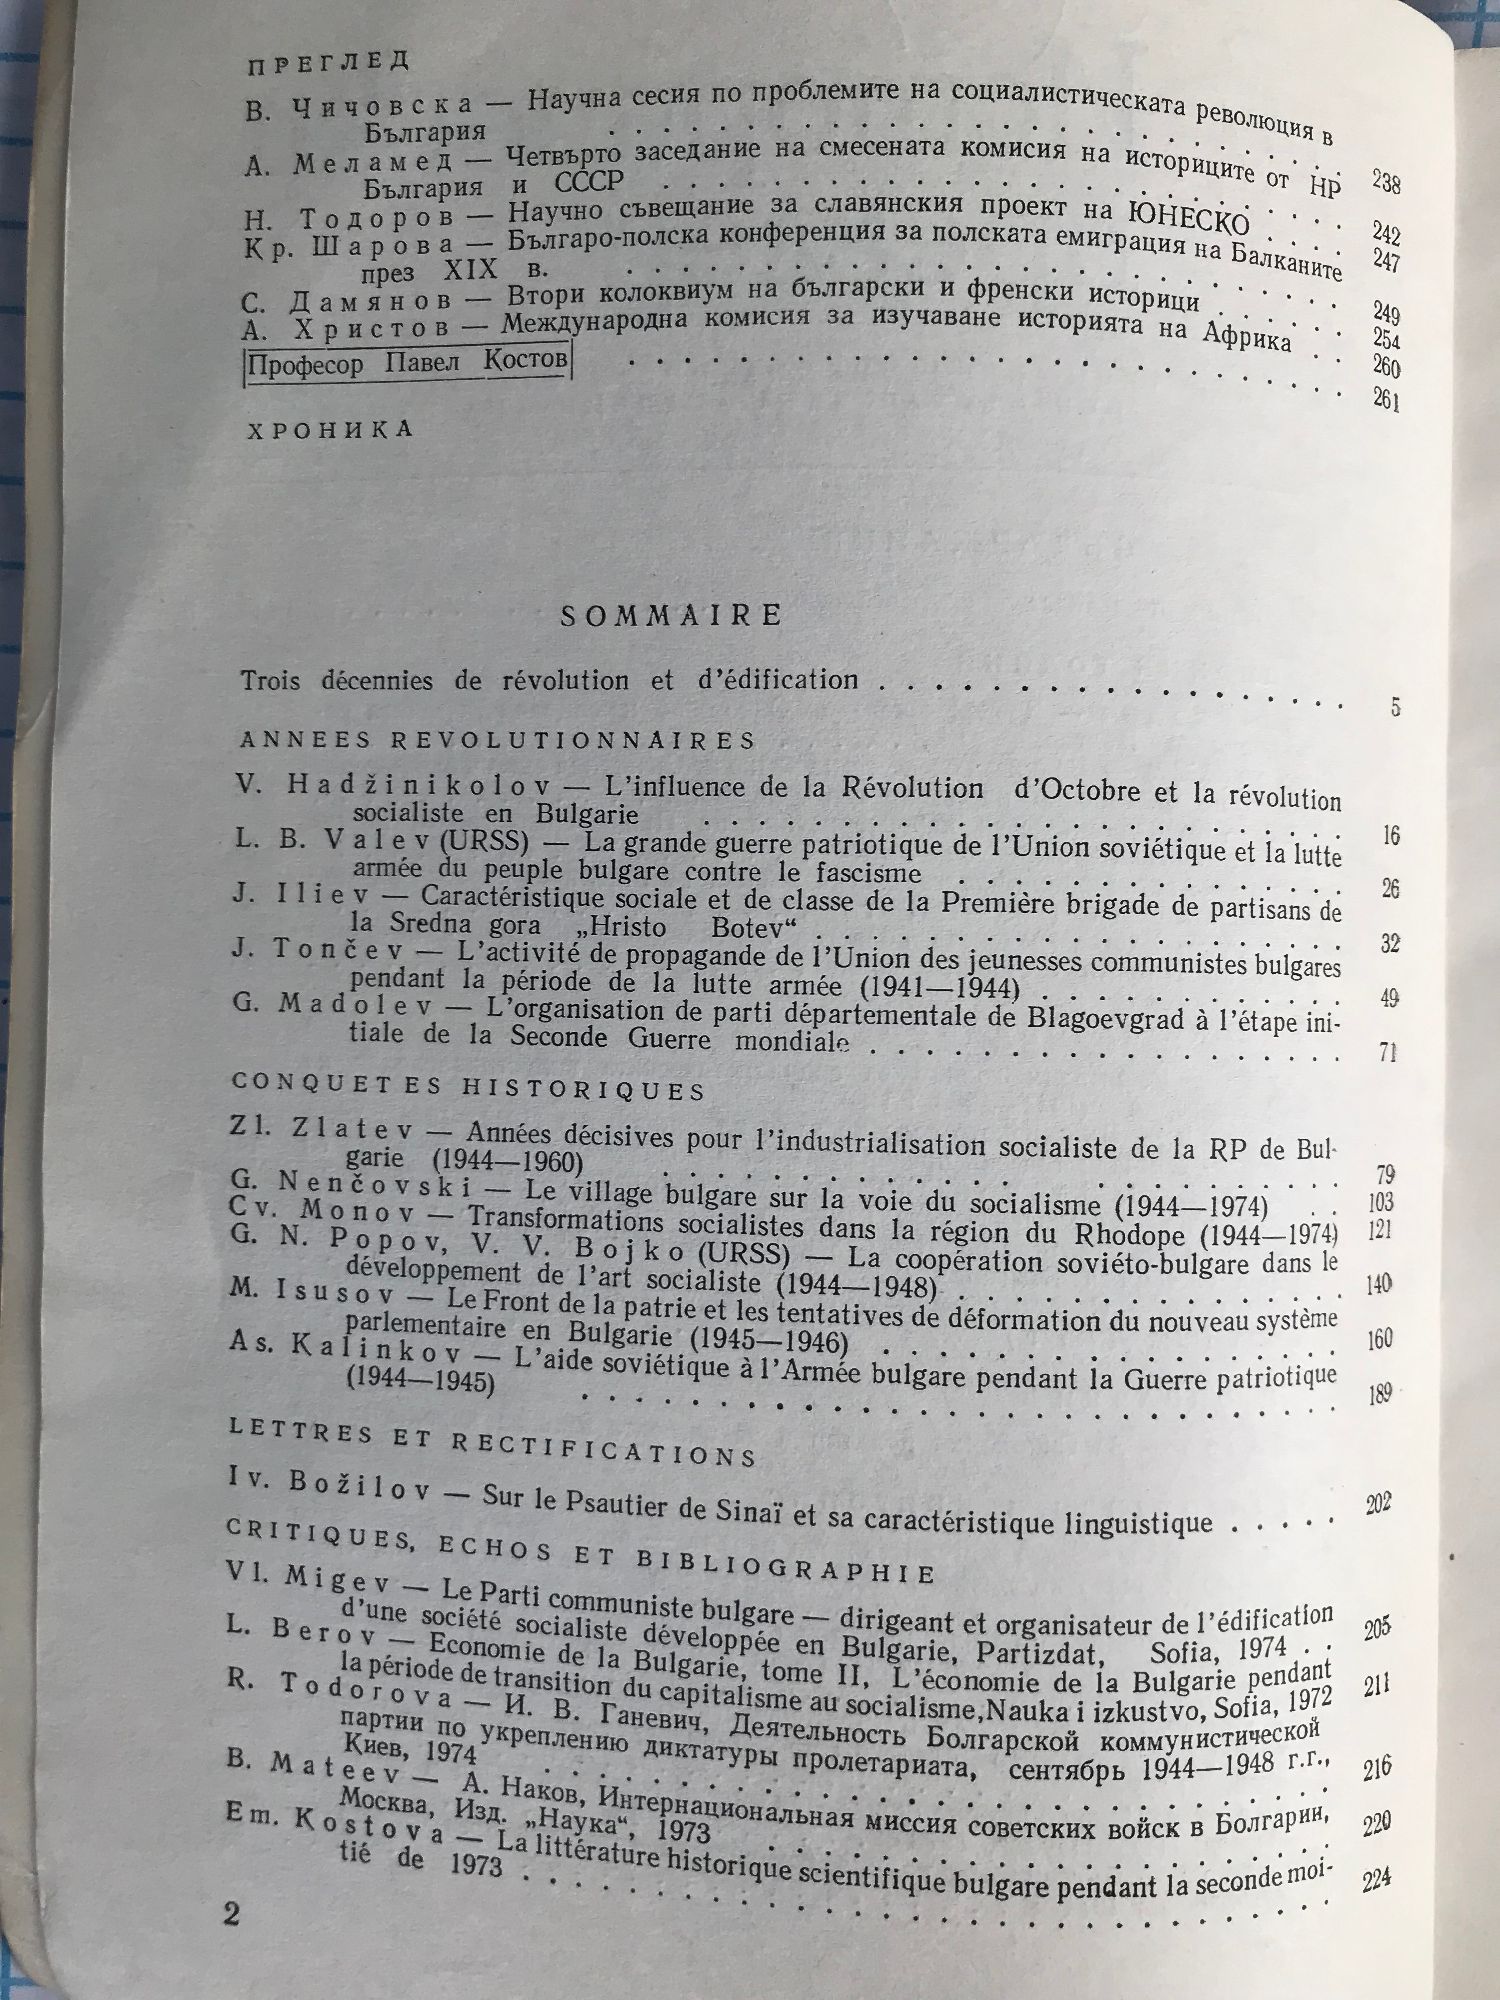 ПРЕГЛЕД
В. Чичовска — Научна сесия по проблемите на социалистическата революция в
България . . . . . . . . . . . . . . . . . . . . 238
А. Меламед — Четвърто заседание на смесената комисия на историците от НР
България и СССР . . . . . . . . . . . . . . . . . . 242
Н. Тодоров — Научно съвещание за славянския проект на ЮНЕСКО . . . . 247
Кр. Шарова — Българо-полска конференция за полската емиграция на Балканите
през XIX в. . . . . . . . . . . . . . . . . . . . 249
С. Дамянов — Втори колоквиум на български и френски историци . . . . . 254
А. Христов — Международна комисия за изучаване историята на Африка . . 260
Професор Павел Костов . . . . . . . . . . . . . . . . . . . 261
ХРОНИКА
SOMMAIRE
Trois décennies de révolution et d'édification . . . . . . . . . . . . . . . . . 5
ANNEES REVOLUTIONNAIRES
V. Hadžinikolov — L'influence de la Révolution d'Octobre et la révolution
socialiste en Bulgarie . . . . . . . . . . . . . . . . . 16
L. B. Valev (URSS) — La grande guerre patriotique de l'Union soviétique et la lutte
armée du peuple bulgare contre le fascisme . . . . . . . . . . . 26
J. Iliev — Caractéristique sociale et de classe de la Première brigade de partisans de
la Sredna gora „Hristo Botev“ . . . . . . . . . . . . . . . 32
J. Tončev — L'activité de propagande de l'Union des jeunesses communistes bulgares
pendant la période de la lutte armée (1941—1944) . . . . . . . . . . 49
G. Madolev — L'organisation de parti départementale de Blagoevgrad à l'étape ini-
tiale de la Seconde Guerre mondiale . . . . . . . . . . . . . . 71
CONQUETES HISTORIQUES
Zl. Zlatev — Années décisives pour l'industrialisation socialiste de la RP de Bul-
garie (1944—1960) . . . . . . . . . . . . . . . . . . 79
G. Nenčovski — Le village bulgare sur la voie du socialisme (1944—1974) . . 103
Cv. Monov — Transformations socialistes dans la région du Rhodope (1944—1974) 121
G. N. Popov, V. V. Bojko (URSS) — La coopération soviéto-bulgare dans le
développement de l'art socialiste (1944—1948) . . . . . . . . . . . 140
M. Isusov — Le Front de la patrie et les tentatives de déformation du nouveau système
parlementaire en Bulgarie (1945—1946) . . . . . . . . . . . . . 160
As. Kalinkov — L'aide soviétique à l'Armée bulgare pendant la Guerre patriotique
(1944—1945) . . . . . . . . . . . . . . . . . . . . 189
LETTRES ET RECTIFICATIONS
Iv. Božilov — Sur le Psautier de Sinaï et sa caractéristique linguistique . . . . . 202
CRITIQUES, ECHOS ET BIBLIOGRAPHIE
Vl. Migev — Le Parti communiste bulgare — dirigeant et organisateur de l'édification
d'une société socialiste développée en Bulgarie, Partizdat, Sofia, 1974 . . 205
L. Berov — Economie de la Bulgarie, tome II, L'économie de la Bulgarie pendant
la période de transition du capitalisme au socialisme, Nauka i izkustvo, Sofia, 1972 211
R. Todorova — И. В. Ганевич, Деятельность Болгарской коммунистической
партии по укреплению диктатуры пролетариата, сентябрь 1944—1948 г.г.,
Киев, 1974 . . . . . . . . . . . . . . . . . . . . 216
B. Mateev — А. Наков, Интернациональная миссия советских войск в Болгарии,
Москва, Изд. „Наука“, 1973 . . . . . . . . . . . . . . . 220
Em. Kostova — La littérature historique scientifique bulgare pendant la seconde moi-
tié de 1973 . . . . . . . . . . . . . . . . . . . . 224
2